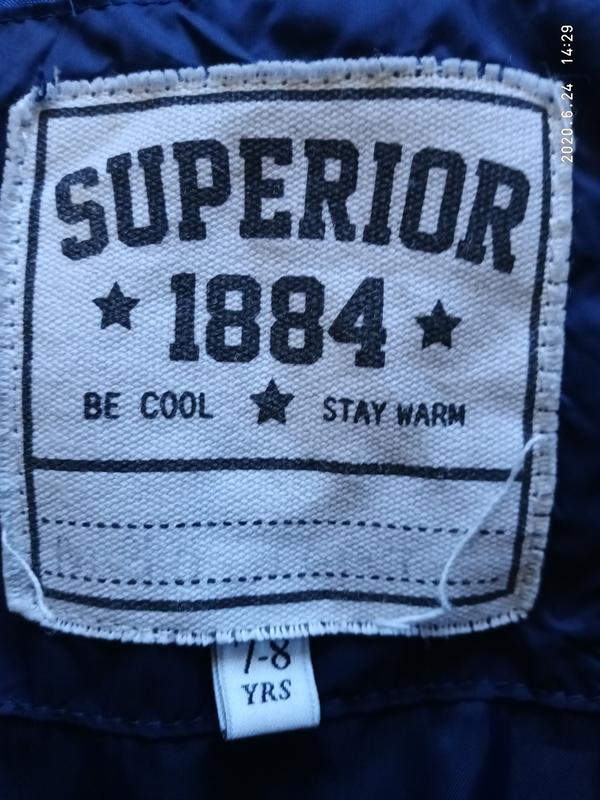 SUPERIOR
1884
BE COOL STAY WARM
7-8
YRS
2020.6.24 14:29